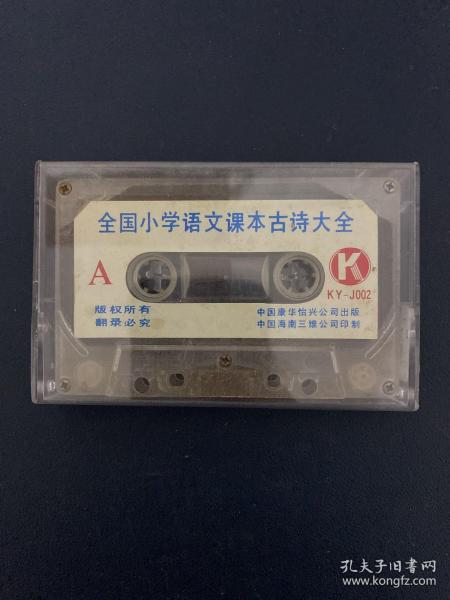 全国小学语文课本古诗大全
A
K
KY-J002
版权所有
翻录必究
中国康华怡兴公司出版
中国海南三维公司印制
孔夫子旧书网
www.kongfz.com